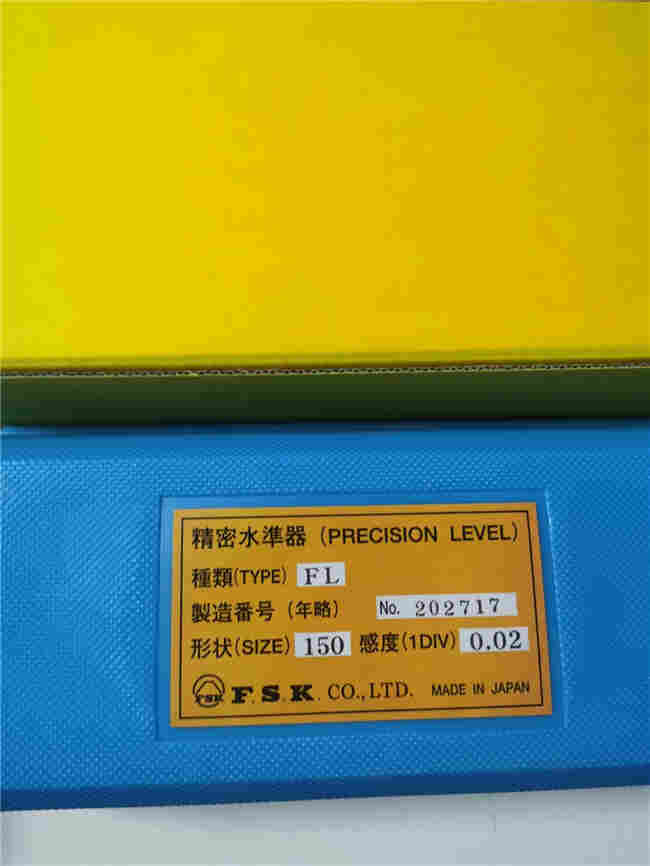 精密水準器 (PRECISION LEVEL)
種類(TYPE) FL
製造番号 (年略) No. 202717
形状(SIZE) 150 感度(1DIV) 0.02
FSK F.S.K. CO.,LTD. MADE IN JAPAN